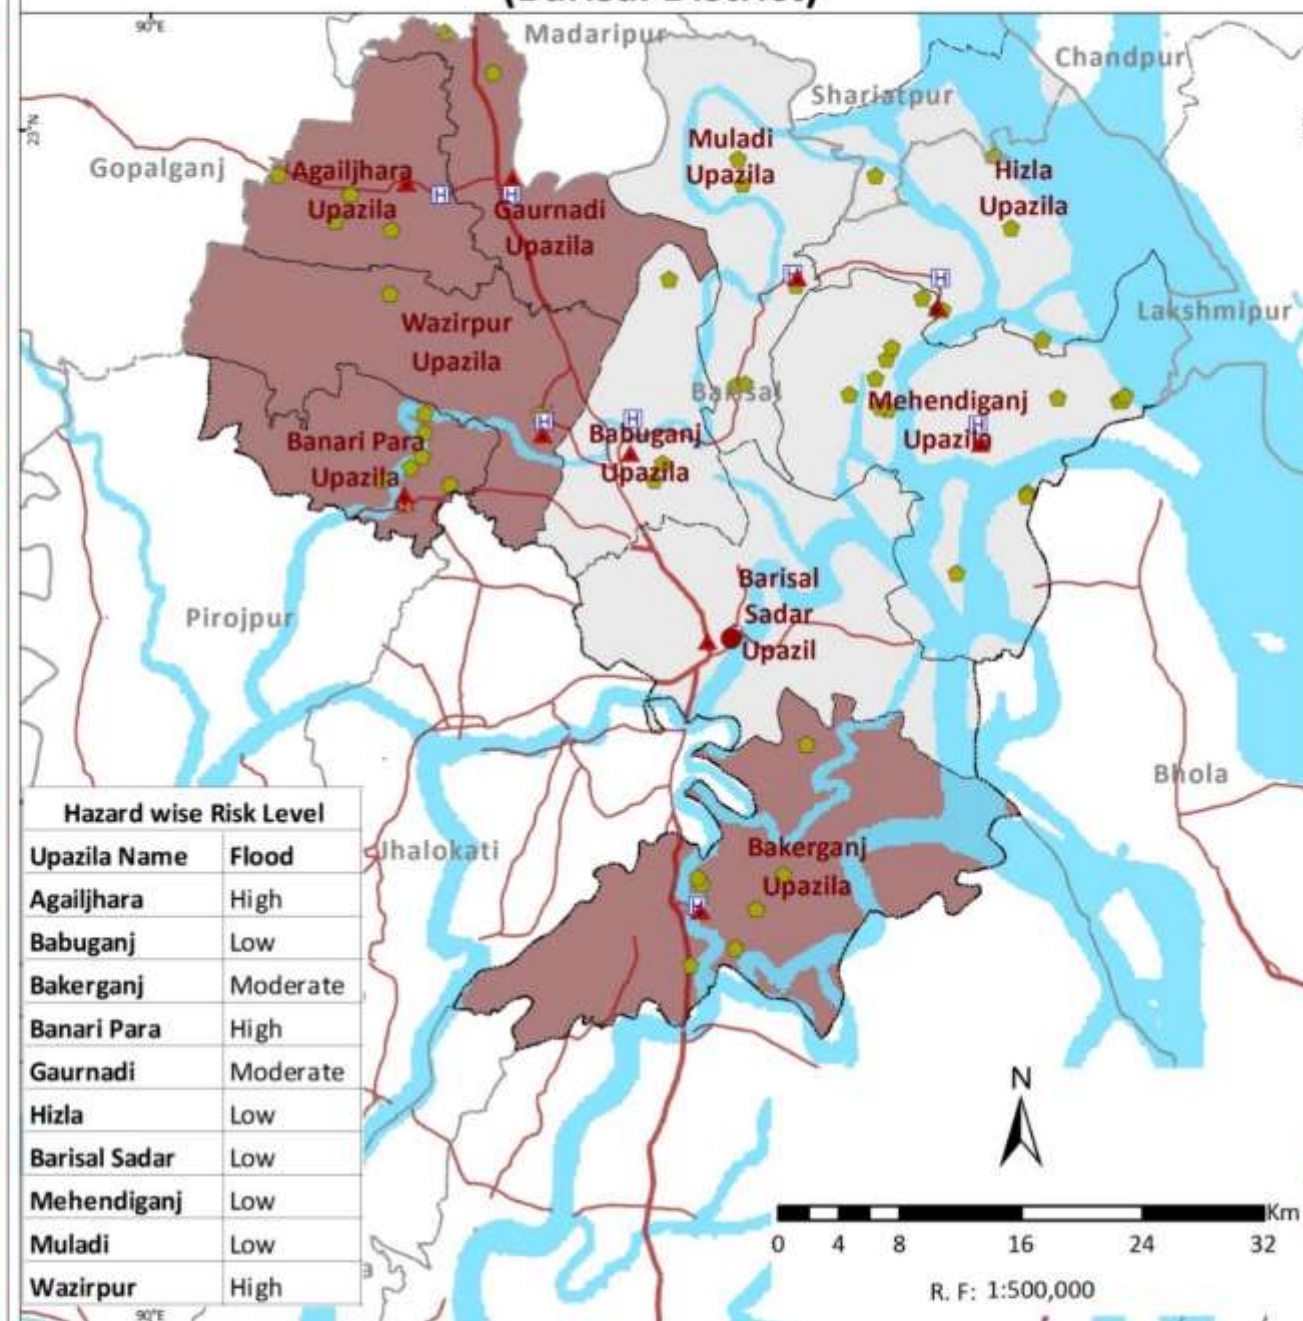 (Barisal District)
90°E
Madaripur
Chandpur
Shariatpur
23°N
Gopalganj
Muladi
Upazila
Hizla
Upazila
Agailjhara
Upazila
H
H
Gaurnadi
Upazila
H
H
Lakshmipur
Wazirpur
Upazila
Barisal
Mehendiganj
Upazila
H
H
H
Banari Para
Upazila
Babuganj
Upazila
Barisal
Sadar
Upazil
Pirojpur
Bhola
Jhalokati
Bakerganj
Upazila
H
Hazard wise Risk Level
Upazila Name Flood
Agailjhara High
Babuganj Low
Bakerganj Moderate
Banari Para High
Gaurnadi Moderate
Hizla Low
Barisal Sadar Low
Mehendiganj Low
Muladi Low
Wazirpur High
N
Km
0 4 8 16 24 32
R. F: 1:500,000
90°E